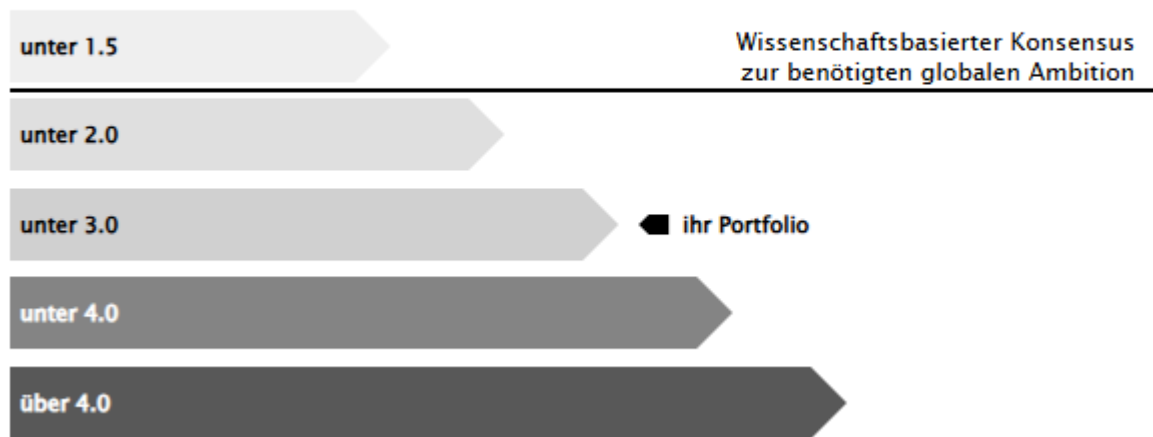 unter 1.5
Wissenschaftsbasierter Konsensus
zur benötigten globalen Ambition
unter 2.0
unter 3.0
ihr Portfolio
unter 4.0
über 4.0